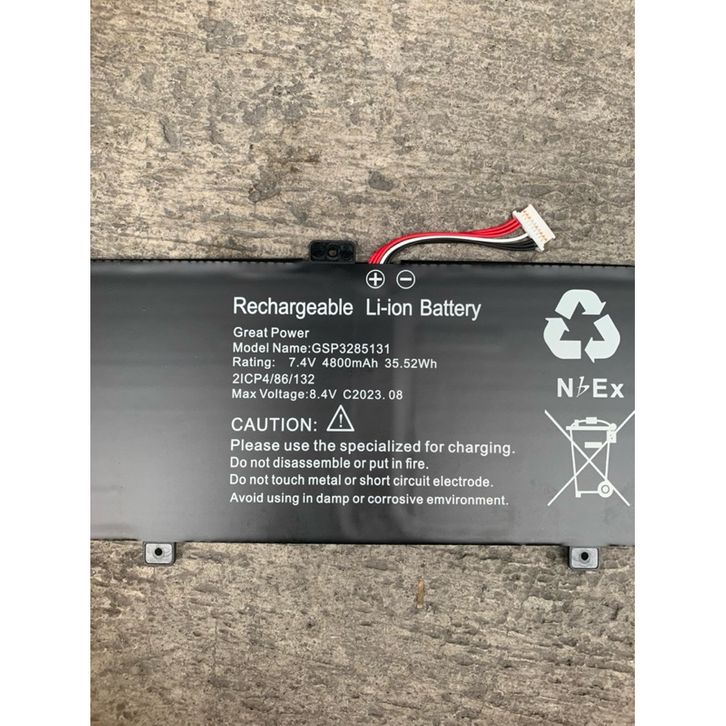 Rechargeable Li-ion Battery
Great Power
Model Name:GSP3285131
Rating: 7.4V 4800mAh 35.52Wh
2ICP4/86/132
Max Voltage:8.4V C2023.08
CAUTION:
Please use the specialized for charging.
Do not disassemble or put in fire.
Do not touch metal or short circuit electrode.
Avoid using in damp or corrosive emvironment.
NEx